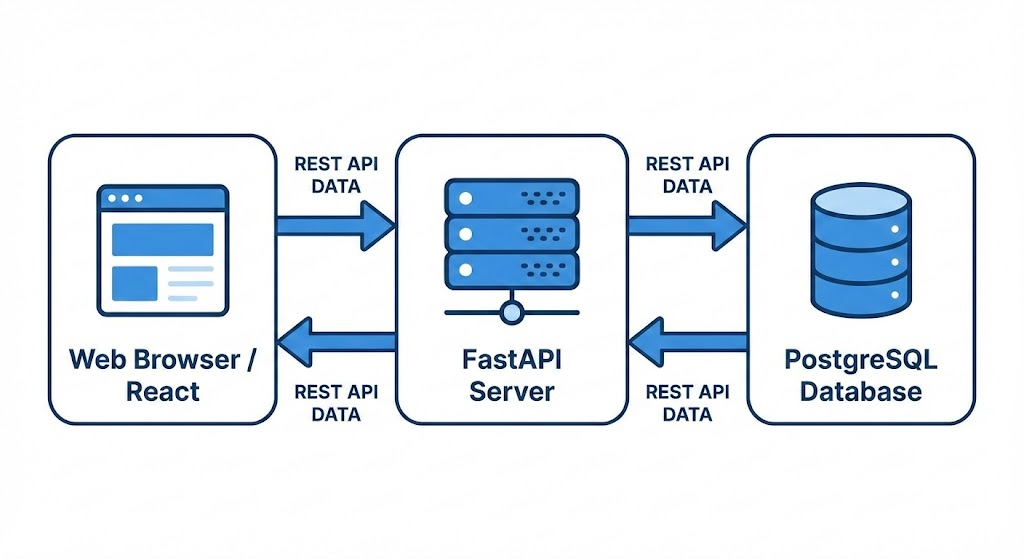 REST API
DATA
REST API
DATA
Web Browser /
React
FastAPI
Server
PostgreSQL
Database
REST API
DATA
REST API
DATA